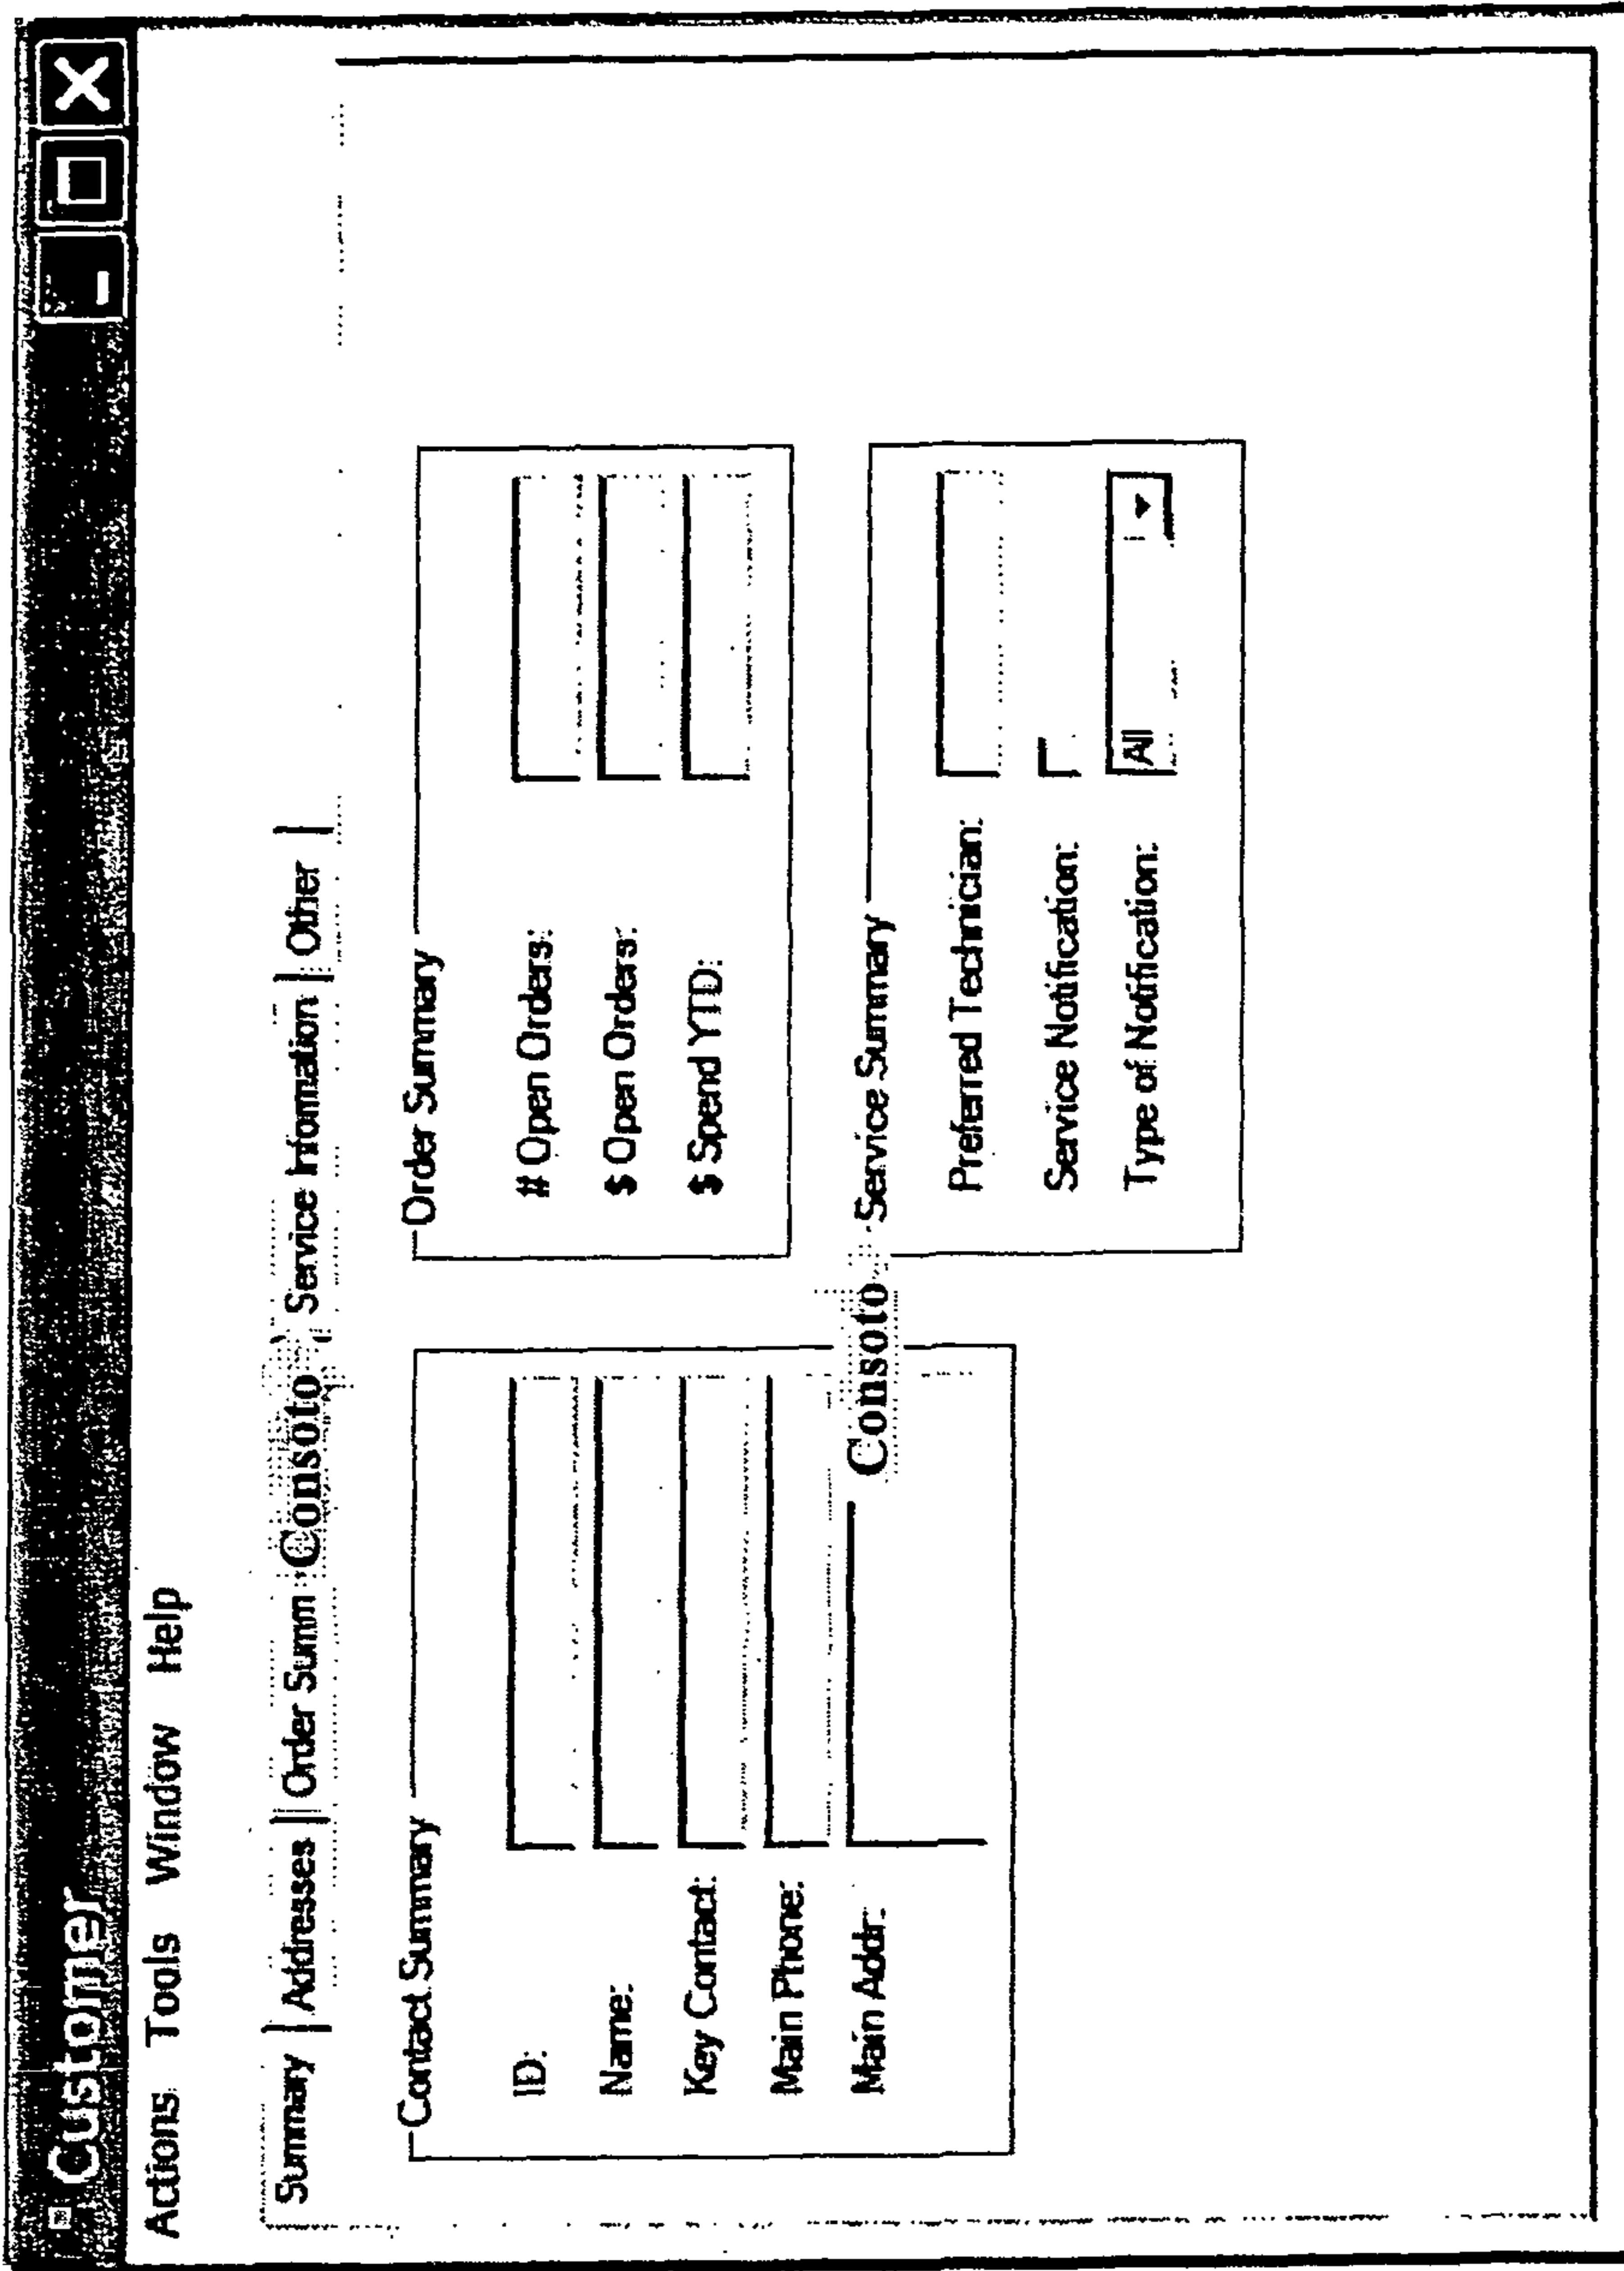 Customer
Actions Tools Window Help
Summary Addresses Order Summ Consoto Service Information Other
Contact Summary
ID:
Name:
Key Contact:
Main Phone:
Main Addr:
Consoto
Order Summary
# Open Orders:
$ Open Orders:
$ Spend YTD:
Service Summary
Preferred Technician:
Service Notification:
Type of Notification: All